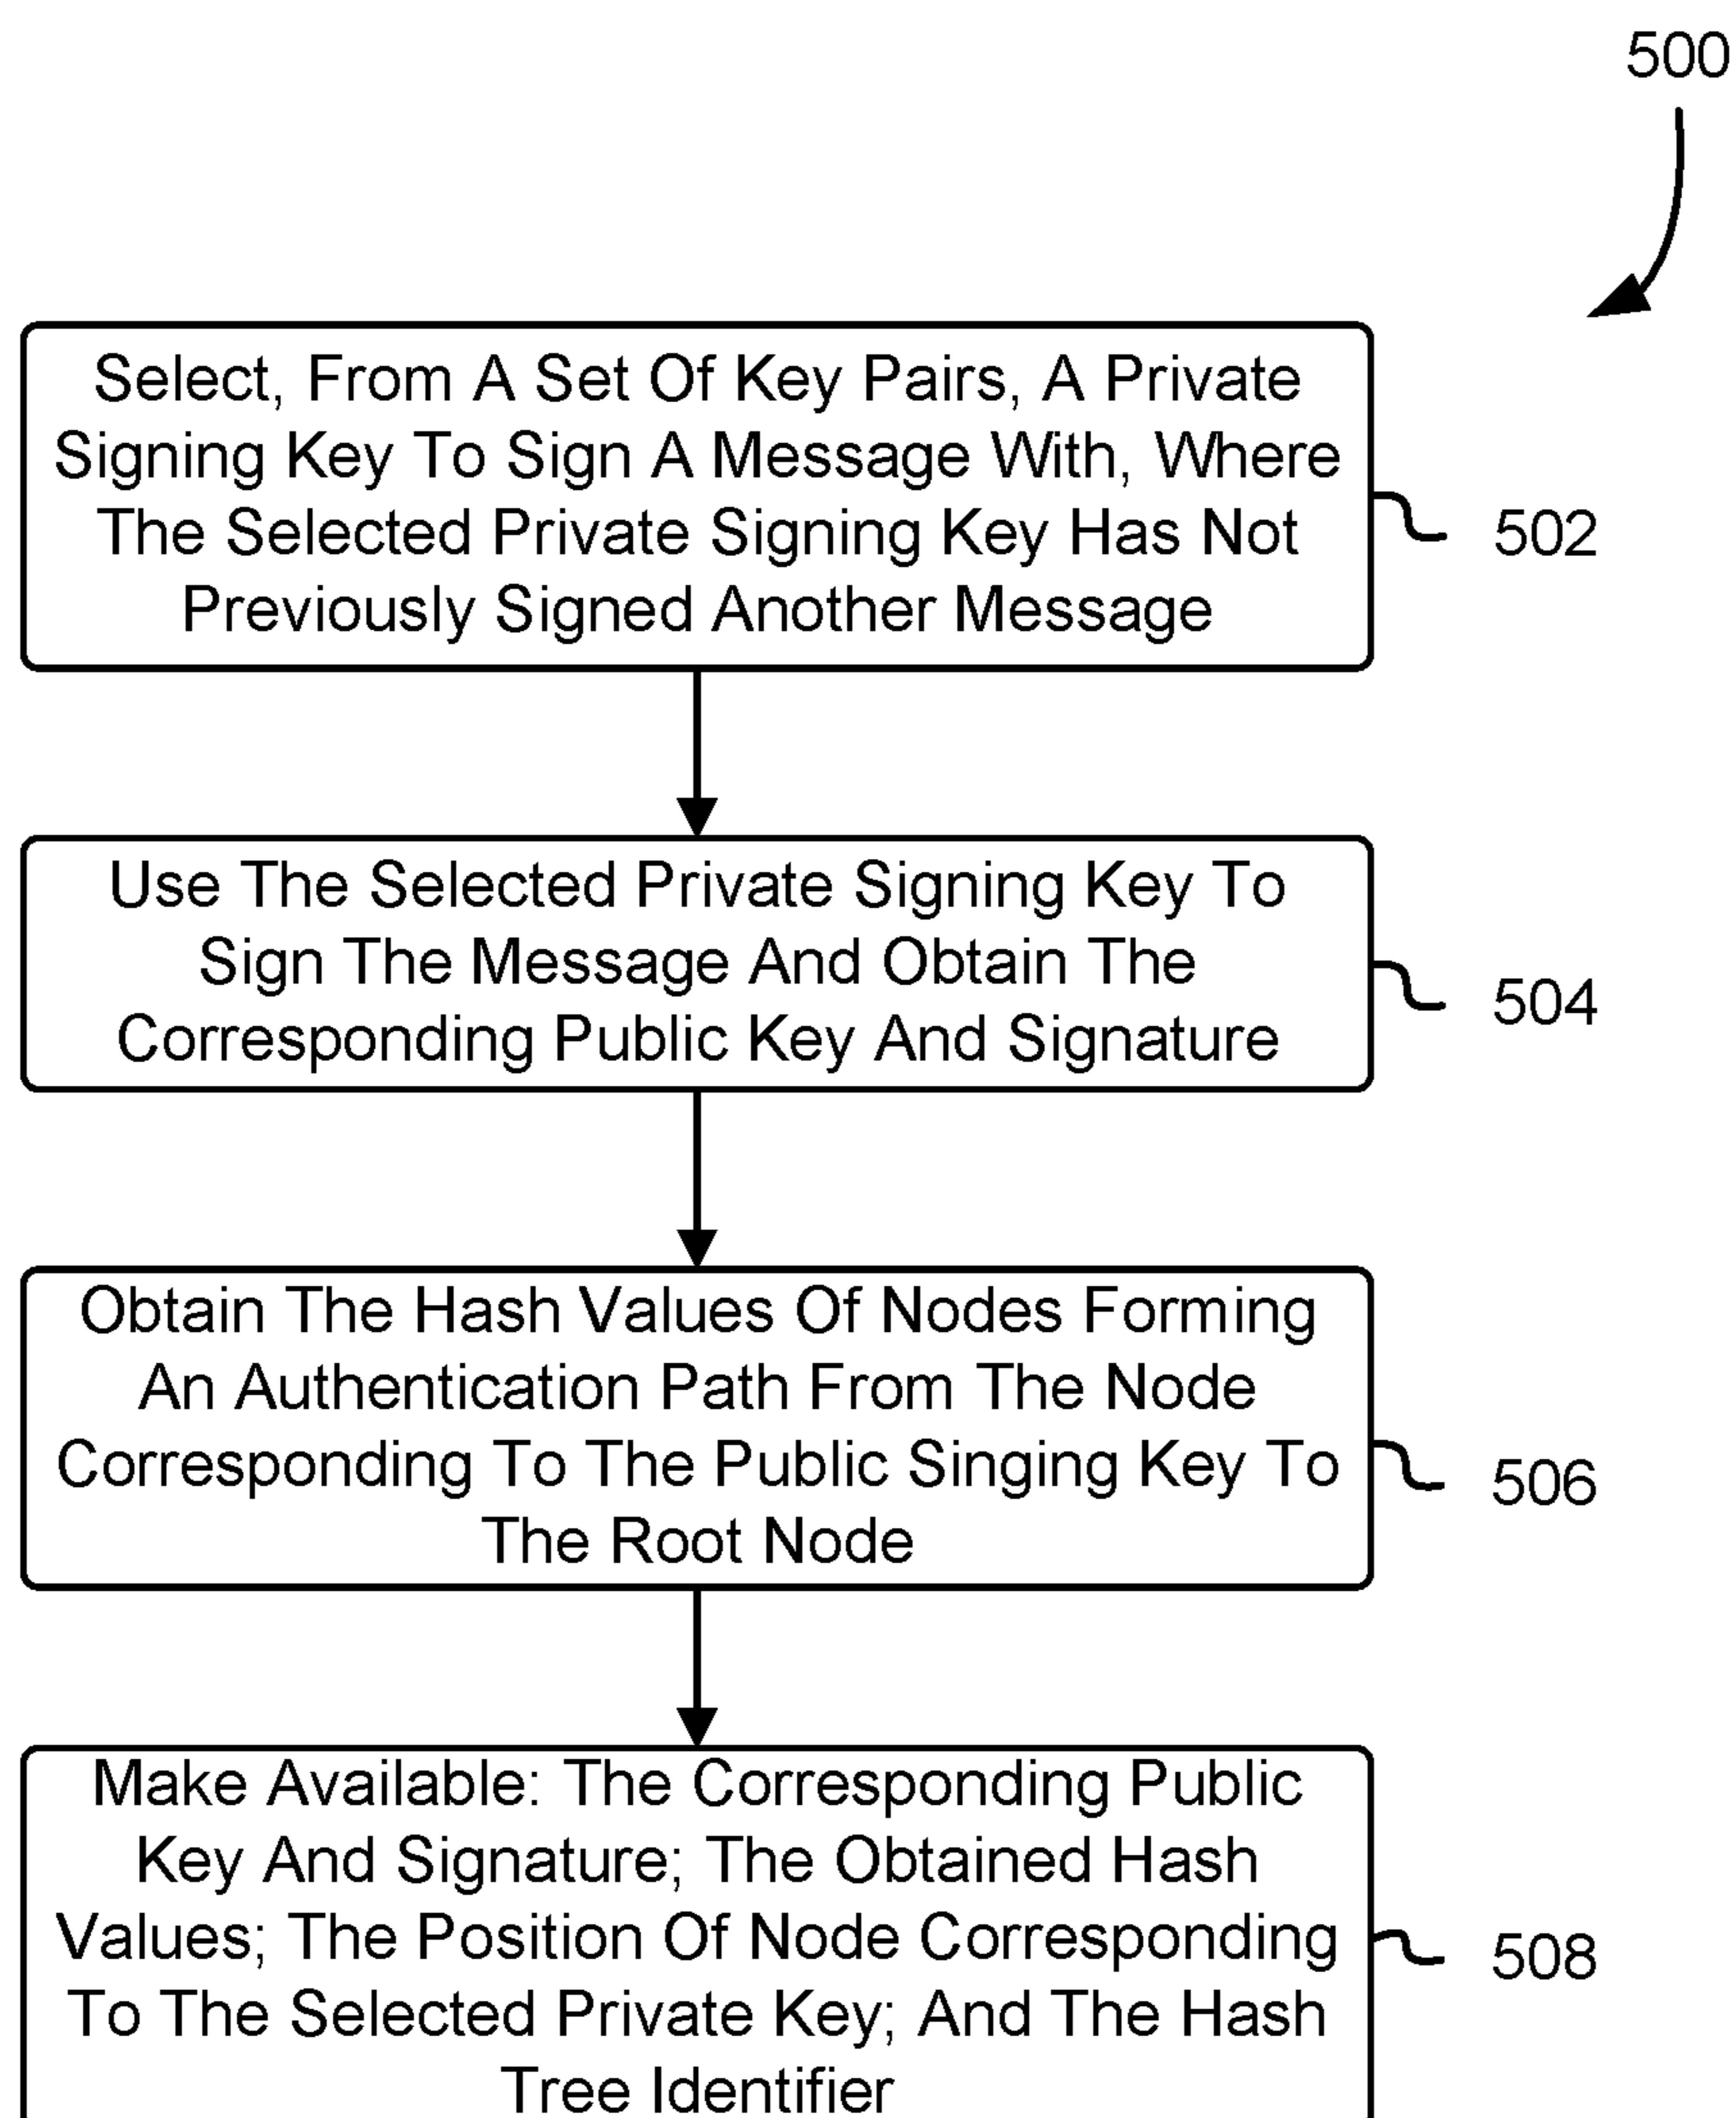 500
Select, From A Set Of Key Pairs, A Private
Signing Key To Sign A Message With, Where
The Selected Private Signing Key Has Not
Previously Signed Another Message
502
Use The Selected Private Signing Key To
Sign The Message And Obtain The
Corresponding Public Key And Signature
504
Obtain The Hash Values Of Nodes Forming
An Authentication Path From The Node
Corresponding To The Public Singing Key To
The Root Node
506
Make Available: The Corresponding Public
Key And Signature; The Obtained Hash
Values; The Position Of Node Corresponding
To The Selected Private Key; And The Hash
Tree Identifier
508